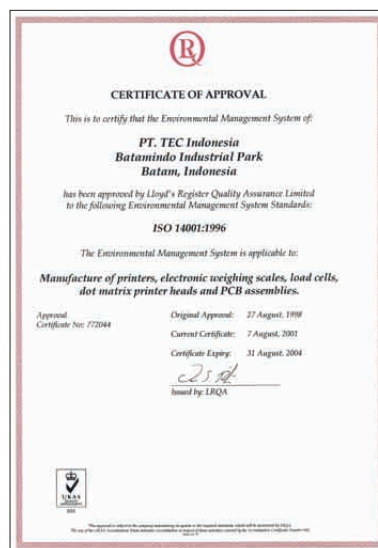 CERTIFICATE OF APPROVAL
This is to certify that the Environmental Management System of:
PT. TEC Indonesia
Batamindo Industrial Park
Batam, Indonesia
has been approved by Lloyd's Register Quality Assurance Limited
to the following Environmental Management System Standards:
ISO 14001:1996
The Environmental Management System is applicable to:
Manufacture of printers, electronic weighing scales, load cells,
dot matrix printer heads and PCB assemblies.
Approval
Certificate No: 772044
Original Approval: 27 August, 1998
Current Certificate: 7 August, 2001
Certificate Expiry: 31 August, 2004
Issued by: LRQA
UKAS